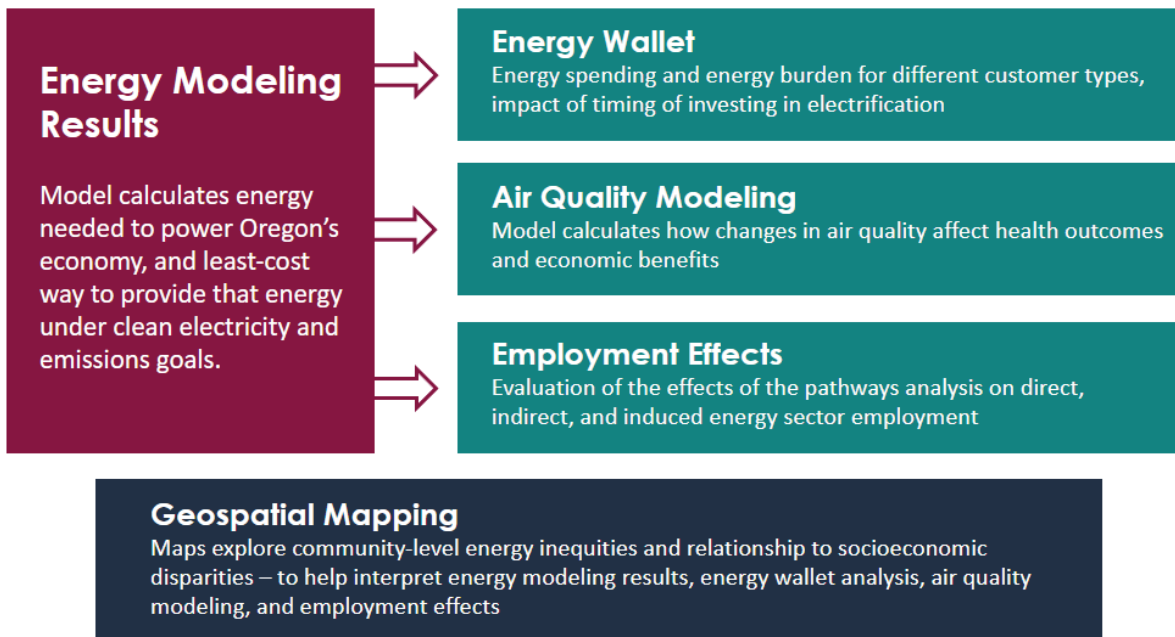 Energy Modeling
Results
Model calculates energy
needed to power Oregon’s
economy, and least-cost
way to provide that energy
under clean electricity and
emissions goals.
Energy Wallet
Energy spending and energy burden for different customer types,
impact of timing of investing in electrification
Air Quality Modeling
Model calculates how changes in air quality affect health outcomes
and economic benefits
Employment Effects
Evaluation of the effects of the pathways analysis on direct,
indirect, and induced energy sector employment
Geospatial Mapping
Maps explore community-level energy inequities and relationship to socioeconomic
disparities – to help interpret energy modeling results, energy wallet analysis, air quality
modeling, and employment effects